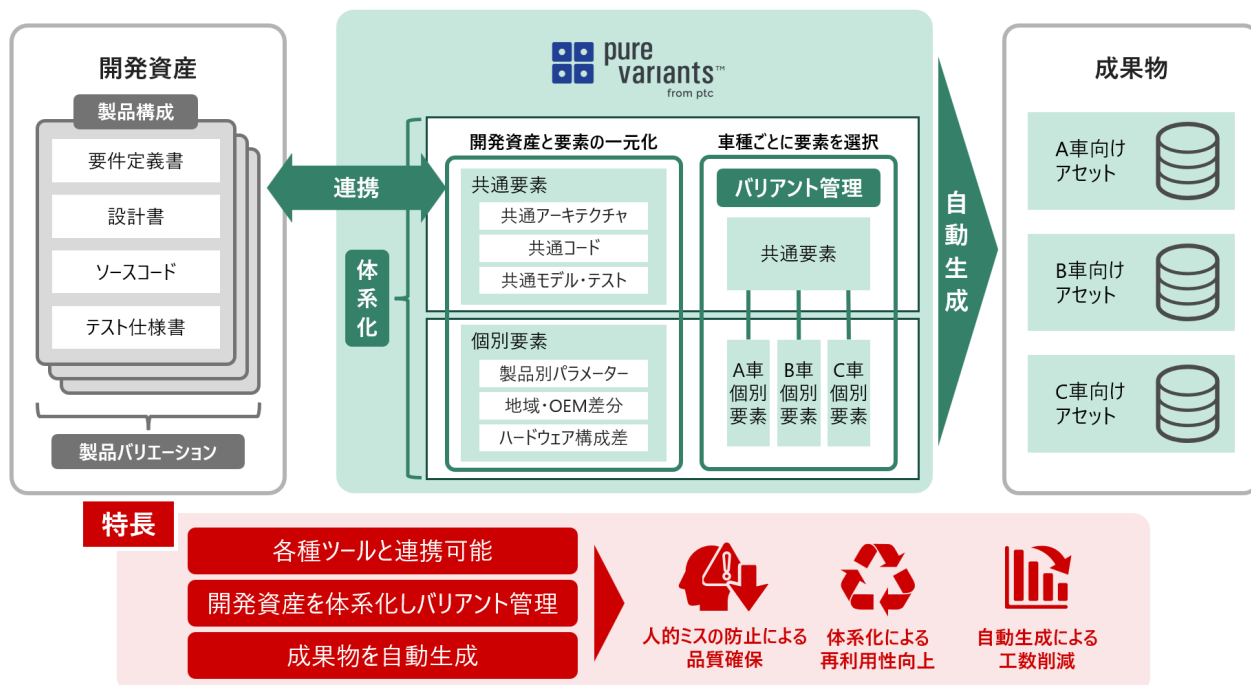 開発資産
製品構成
要件定義書
設計書
ソースコード
テスト仕様書
製品バリエーション
連携
pure
variants™
from ptc
体系化
開発資産と要素の一元化
共通要素
共通アーキテクチャ
共通コード
共通モデル・テスト
個別要素
製品別パラメーター
地域・OEM差分
ハードウェア構成差
車種ごとに要素を選択
バリアント管理
共通要素
A車
個別
要素
B車
個別
要素
C車
個別
要素
自動生成
成果物
A車向け
アセット
B車向け
アセット
C車向け
アセット
特長
各種ツールと連携可能
開発資産を体系化しバリアント管理
成果物を自動生成
人的ミスの防止による
品質確保
体系化による
再利用性向上
自動生成による
工数削減